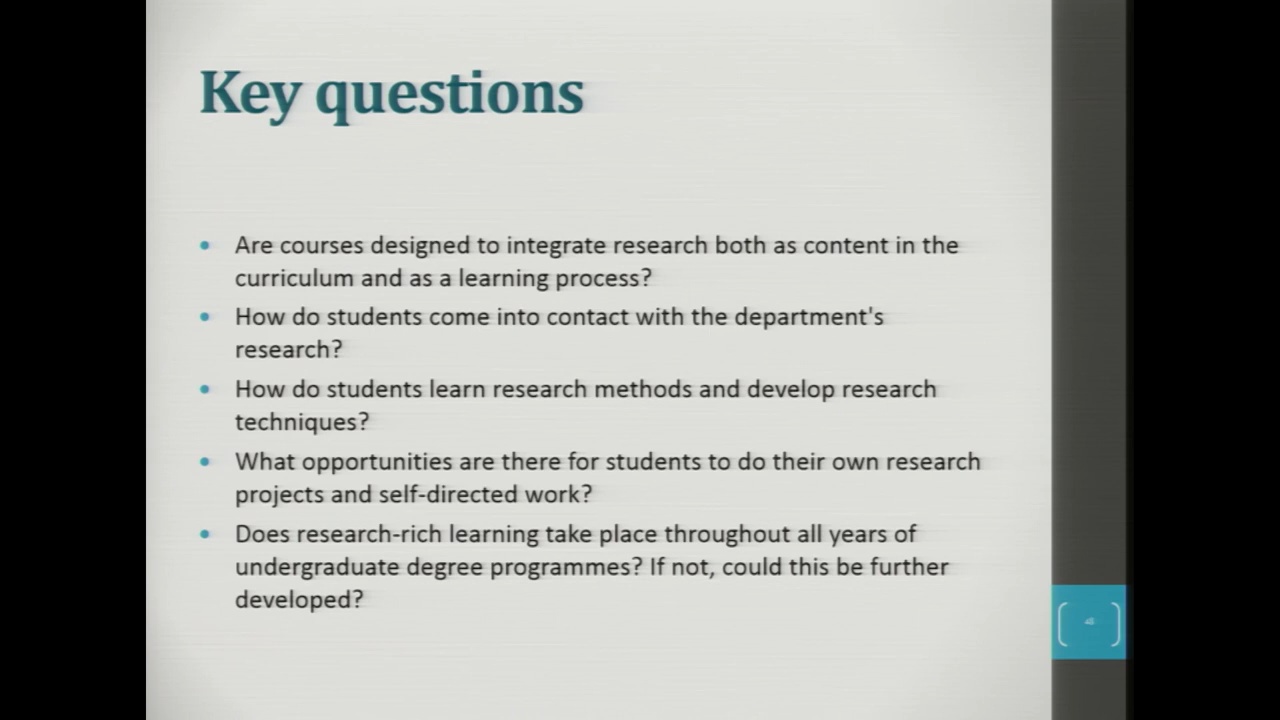 Key questions
• Are courses designed to integrate research both as content in the
curriculum and as a learning process?
• How do students come into contact with the department's
research?
• How do students learn research methods and develop research
techniques?
• What opportunities are there for students to do their own research
projects and self-directed work?
• Does research-rich learning take place throughout all years of
undergraduate degree programmes? If not, could this be further
developed?